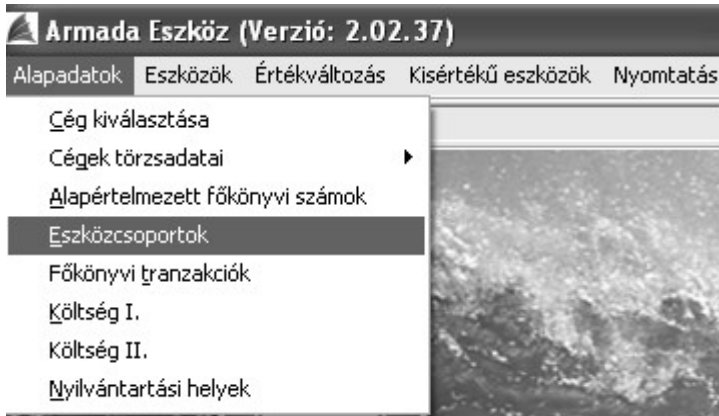 Armada Eszköz (Verzió: 2.02.37)
Alapadatok Eszközök Értékváltozás Kisértékű eszközök Nyomtatás
Cég kiválasztása
Cégek törzsadatai
Alapértelmezett főkönyvi számok
Eszközcsoportok
Főkönyvi tranzakciók
Költség I.
Költség II.
Nyilvántartási helyek